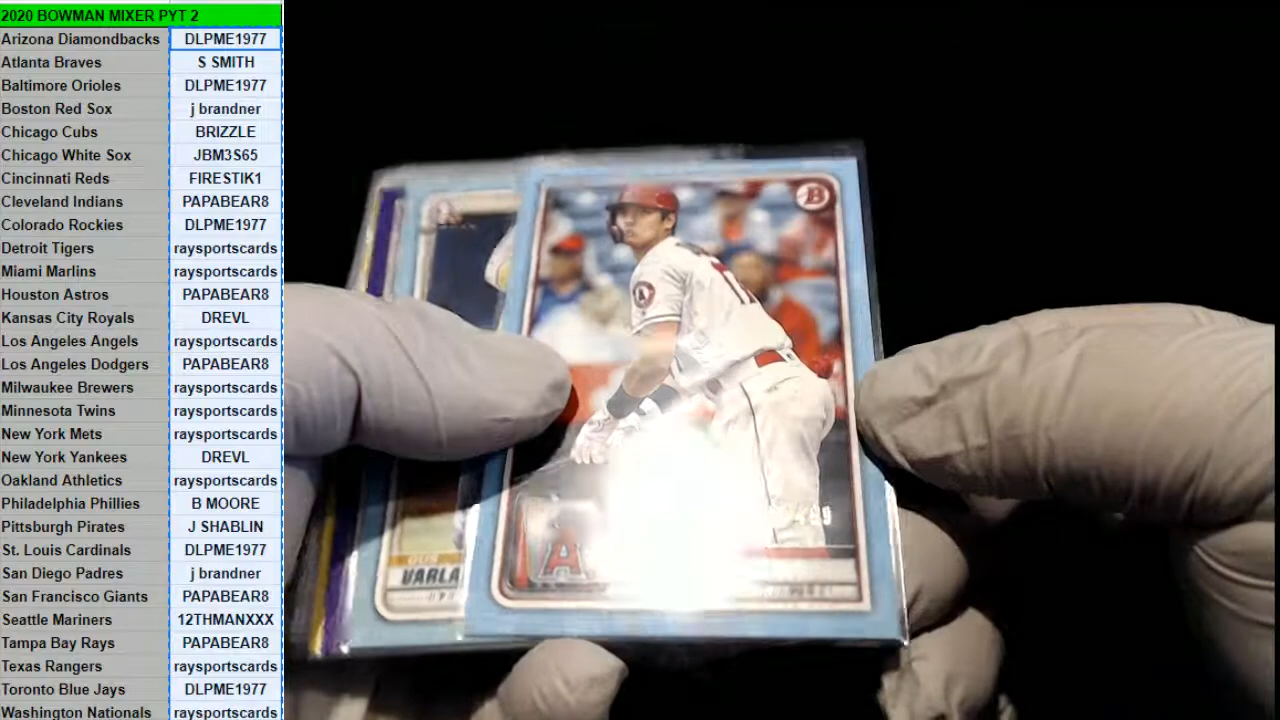 2020 BOWMAN MIXER PYT 2
Arizona Diamondbacks DLPME1977
Atlanta Braves S SMITH
Baltimore Orioles DLPME1977
Boston Red Sox j brandner
Chicago Cubs BRIZZLE
Chicago White Sox JBM3S65
Cincinnati Reds FIRESTIK1
Cleveland Indians PAPABEAR8
Colorado Rockies DLPME1977
Detroit Tigers raysportscards
Miami Marlins raysportscards
Houston Astros PAPABEAR8
Kansas City Royals DREVL
Los Angeles Angels raysportscards
Los Angeles Dodgers PAPABEAR8
Milwaukee Brewers raysportscards
Minnesota Twins raysportscards
New York Mets raysportscards
New York Yankees DREVL
Oakland Athletics raysportscards
Philadelphia Phillies B MOORE
Pittsburgh Pirates J SHABLIN
St. Louis Cardinals DLPME1977
San Diego Padres j brandner
San Francisco Giants PAPABEAR8
Seattle Mariners 12THMANXXX
Tampa Bay Rays PAPABEAR8
Texas Rangers raysportscards
Toronto Blue Jays DLPME1977
Washington Nationals raysportscards
B
A
A
VARLA